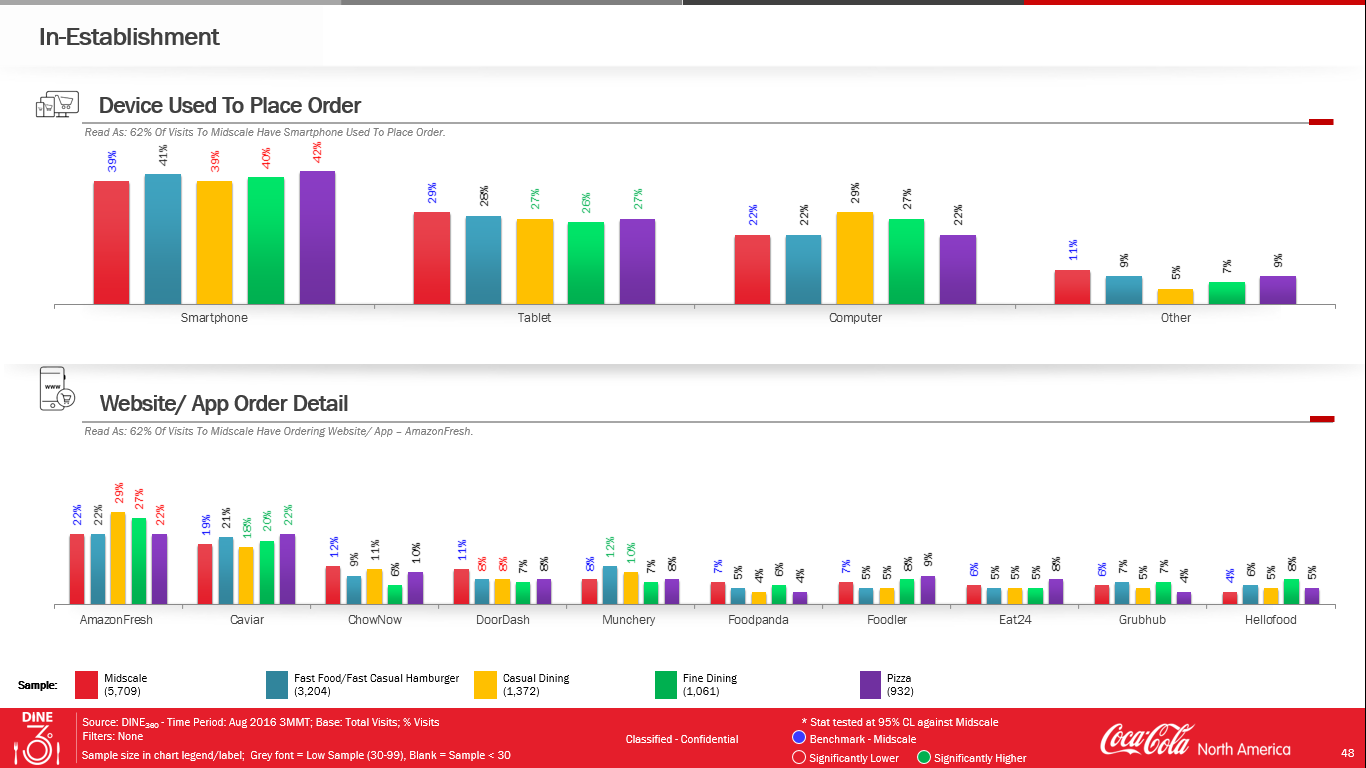 In-Establishment
Device Used To Place Order
Read As: 62% Of Visits To Midscale Have Smartphone Used To Place Order.
39% 41% 39% 40% 42%
29% 28% 27% 26% 27%
22% 22% 29% 27% 22%
11% 9% 5% 7% 9%
Smartphone Tablet Computer Other
www
Website/ App Order Detail
Read As: 62% Of Visits To Midscale Have Ordering Website/ App – AmazonFresh.
22% 22% 29% 27% 22%
19% 21% 18% 20% 22%
12% 9% 11% 6% 10%
11% 8% 8% 7% 8%
8% 12% 10% 7% 8%
7% 5% 4% 6% 4%
7% 5% 5% 8% 9%
6% 5% 5% 5% 8%
6% 7% 5% 7% 4%
4% 6% 5% 8% 5%
AmazonFresh Caviar ChowNow DoorDash Munchery Foodpanda Foodler Eat24 Grubhub Hellofood
Sample:
Midscale
(5,709)
Fast Food/Fast Casual Hamburger
(3,204)
Casual Dining
(1,372)
Fine Dining
(1,061)
Pizza
(932)
DINE
3
Source: DINE360 - Time Period: Aug 2016 3MMT; Base: Total Visits; % Visits
Filters: None
Sample size in chart legend/label; Grey font = Low Sample (30-99), Blank = Sample < 30
Classified - Confidential
* Stat tested at 95% CL against Midscale
Benchmark - Midscale
Significantly Lower Significantly Higher
Coca-Cola North America
48